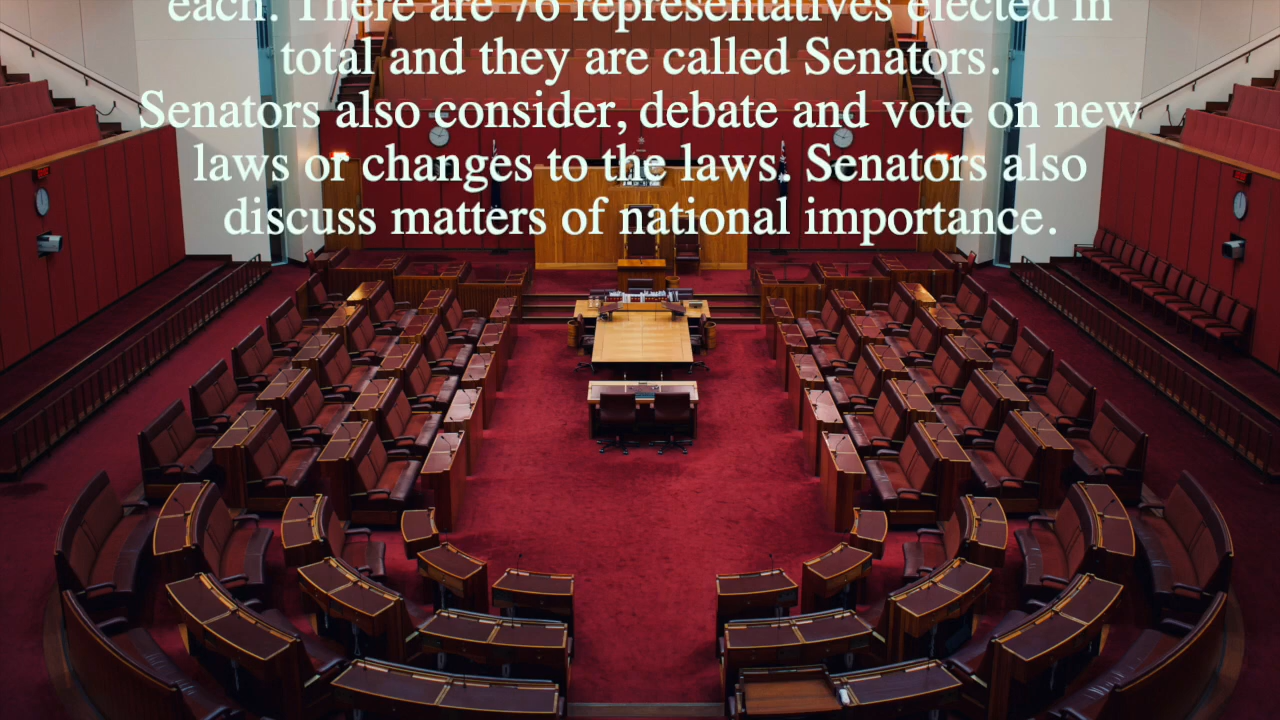 each. There are 76 representatives elected in
total and they are called Senators.
Senators also consider, debate and vote on new
laws or changes to the laws. Senators also
discuss matters of national importance.